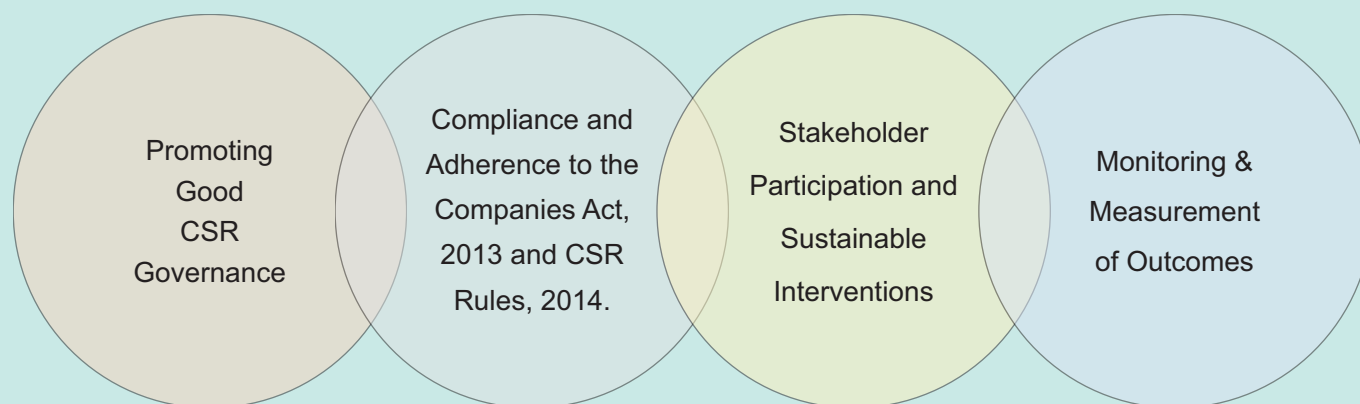 Promoting
Good
CSR
Governance
Compliance and
Adherence to the
Companies Act,
2013 and CSR
Rules, 2014.
Stakeholder
Participation and
Sustainable
Interventions
Monitoring &
Measurement
of Outcomes